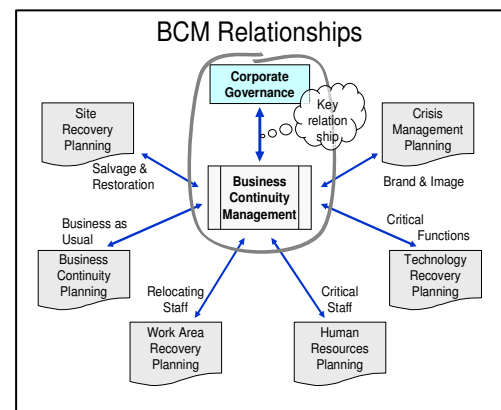 BCM Relationships
Corporate
Governance
Key
relation
ship
Site
Recovery
Planning
Crisis
Management
Planning
Salvage &
Restoration
Business
Continuity
Management
Brand & Image
Business as
Usual
Critical
Functions
Business
Continuity
Planning
Technology
Recovery
Planning
Relocating
Staff
Critical
Staff
Work Area
Recovery
Planning
Human
Resources
Planning